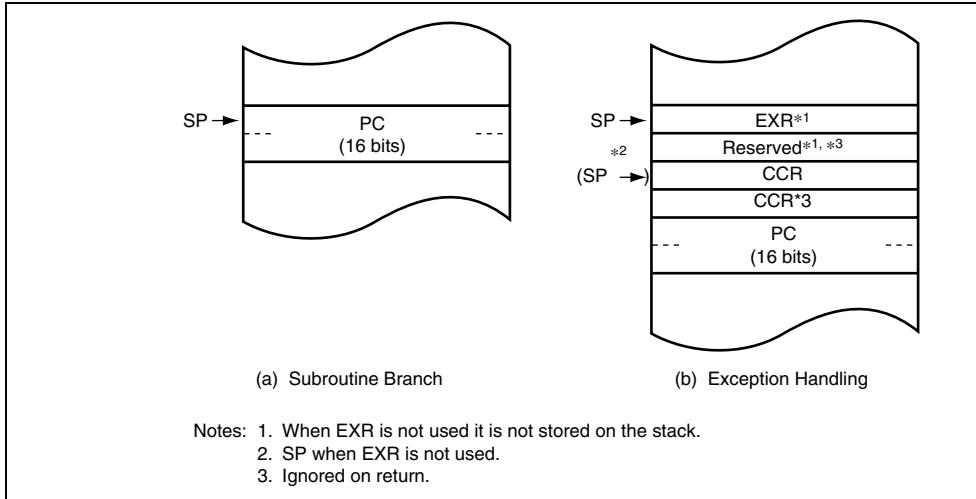 SP
PC
(16 bits)
(a) Subroutine Branch
SP
*2
(SP )
EXR*1
Reserved*1, *3
CCR
CCR*3
PC
(16 bits)
(b) Exception Handling
Notes: 1. When EXR is not used it is not stored on the stack.
2. SP when EXR is not used.
3. Ignored on return.